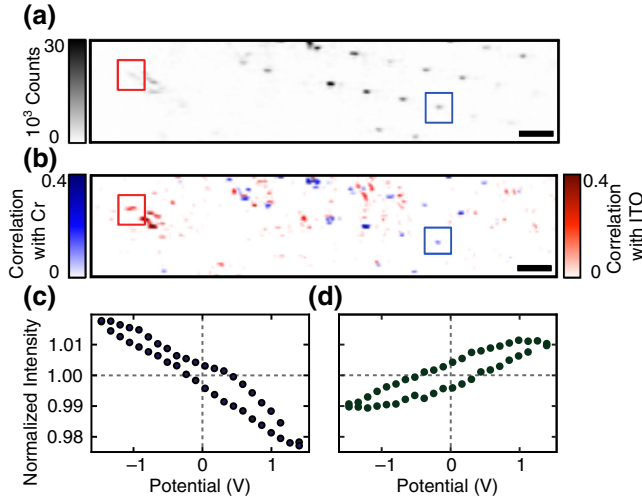 (a)
30
10³ Counts
0
(b)
0.4
Correlation
with Cr
0
0.4
Correlation
with ITO
0
(c)
(d)
Normalized Intensity
1.01
1.00
0.99
0.98
−1
0
1
Potential (V)
−1
0
1
Potential (V)